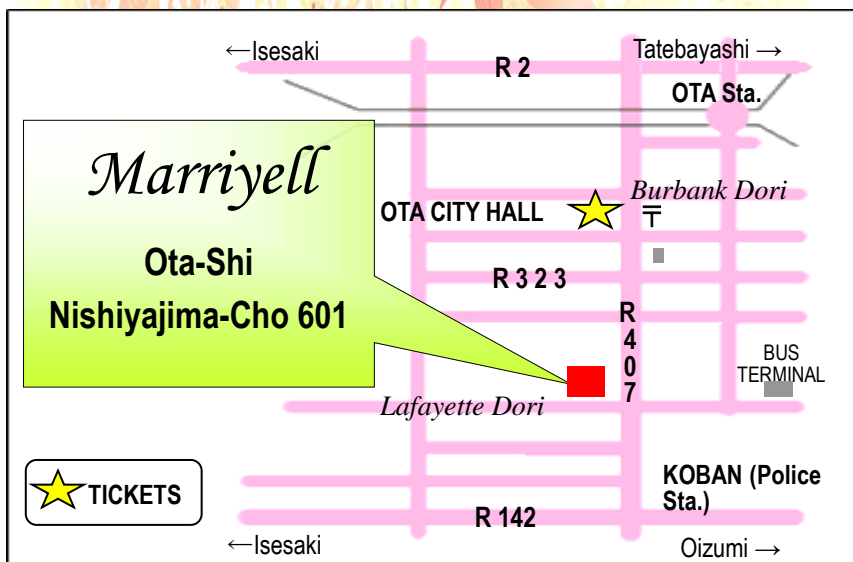 ←Isesaki
Tatebayashi →
R 2
OTA Sta.
Marriyell
Ota-Shi
Nishiyajima-Cho 601
Burbank Dori
OTA CITY HALL
〒
R 3 2 3
R
4
0
7
BUS
TERMINAL
Lafayette Dori
TICKETS
KOBAN (Police
Sta.)
R 142
←Isesaki
Oizumi →